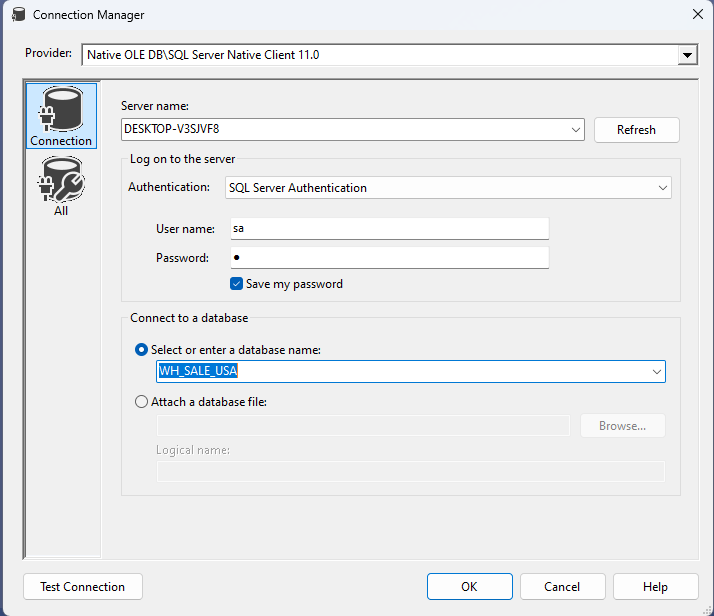 Connection Manager
Provider: Native OLE DB\SQL Server Native Client 11.0
Connection
All
Server name:
DESKTOP-V3SJVF8 Refresh
Log on to the server
Authentication: SQL Server Authentication
User name: sa
Password: ●
Save my password
Connect to a database
Select or enter a database name:
WH_SALE_USA
Attach a database file:
Browse...
Logical name:
Test Connection OK Cancel Help